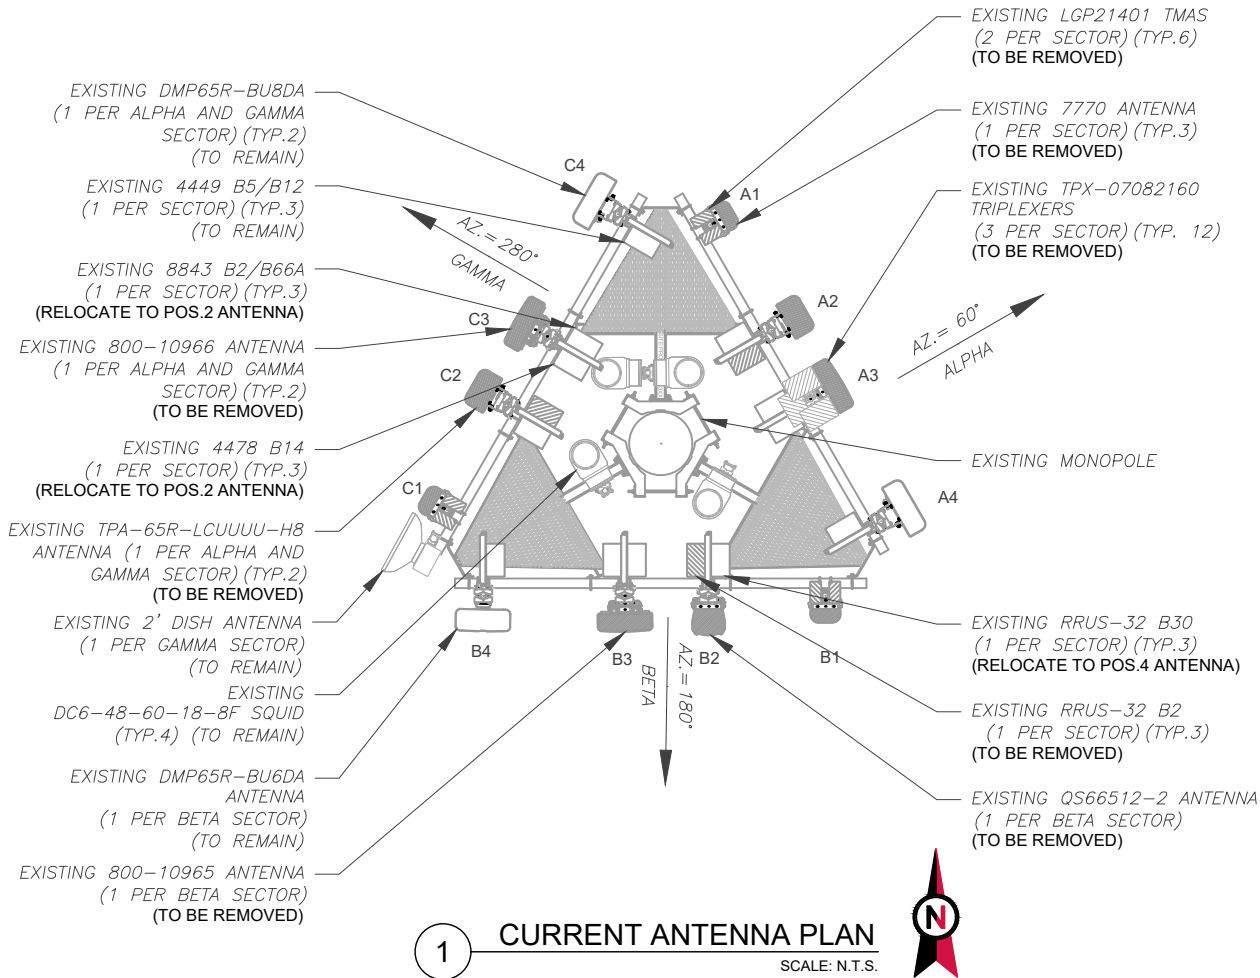 EXISTING LGP21401 TMAS
(2 PER SECTOR) (TYP.6)
(TO BE REMOVED)
EXISTING 7770 ANTENNA
(1 PER SECTOR) (TYP.3)
(TO BE REMOVED)
EXISTING TPX-07082160
TRIPLEXERS
(3 PER SECTOR) (TYP. 12)
(TO BE REMOVED)
EXISTING MONOPOLE
EXISTING RRUS-32 B30
(1 PER SECTOR) (TYP.3)
(RELOCATE TO POS.4 ANTENNA)
EXISTING RRUS-32 B2
(1 PER SECTOR) (TYP.3)
(TO BE REMOVED)
EXISTING QS66512-2 ANTENNA
(1 PER BETA SECTOR)
(TO BE REMOVED)
EXISTING DMP65R-BU8DA
(1 PER ALPHA AND GAMMA
SECTOR) (TYP.2)
(TO REMAIN)
EXISTING 4449 B5/B12
(1 PER SECTOR) (TYP.3)
(TO REMAIN)
EXISTING 8843 B2/B66A
(1 PER SECTOR) (TYP.3)
(RELOCATE TO POS.2 ANTENNA)
EXISTING 800-10966 ANTENNA
(1 PER ALPHA AND GAMMA
SECTOR) (TYP.2)
(TO BE REMOVED)
EXISTING 4478 B14
(1 PER SECTOR) (TYP.3)
(RELOCATE TO POS.2 ANTENNA)
EXISTING TPA-65R-LCUUUU-H8
ANTENNA (1 PER ALPHA AND
GAMMA SECTOR) (TYP.2)
(TO BE REMOVED)
EXISTING 2' DISH ANTENNA
(1 PER GAMMA SECTOR)
(TO REMAIN)
EXISTING
DC6-48-60-18-8F SQUID
(TYP.4) (TO REMAIN)
EXISTING DMP65R-BU6DA
ANTENNA
(1 PER BETA SECTOR)
(TO REMAIN)
EXISTING 800-10965 ANTENNA
(1 PER BETA SECTOR)
(TO BE REMOVED)
C4
A1
AZ.= 280°
GAMMA
C3
A2
AZ.= 60°
ALPHA
C2
A3
C1
A4
B4
B3
B2
B1
AZ.= 180°
BETA
N
1
CURRENT ANTENNA PLAN
SCALE: N.T.S.